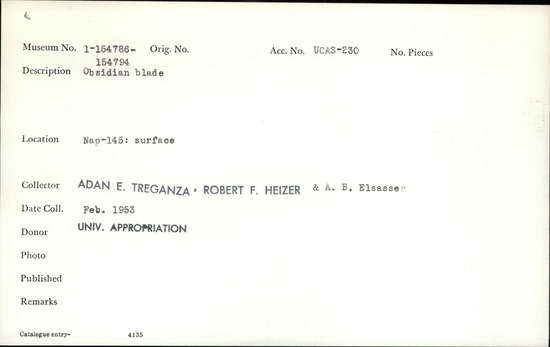 Museum No. 1-154786- Orig. No. Acc. No. UCAS-230 No. Pieces
154794
Description Obsidian blade
Location Nap-145: surface
Collector ADAN E. TREGANZA, ROBERT F. HEIZER & A. B. Elsasser
Date Coll. Feb. 1953
Donor UNIV. APPROPRIATION
Photo
Published
Remarks
Catalogue entry- 4135